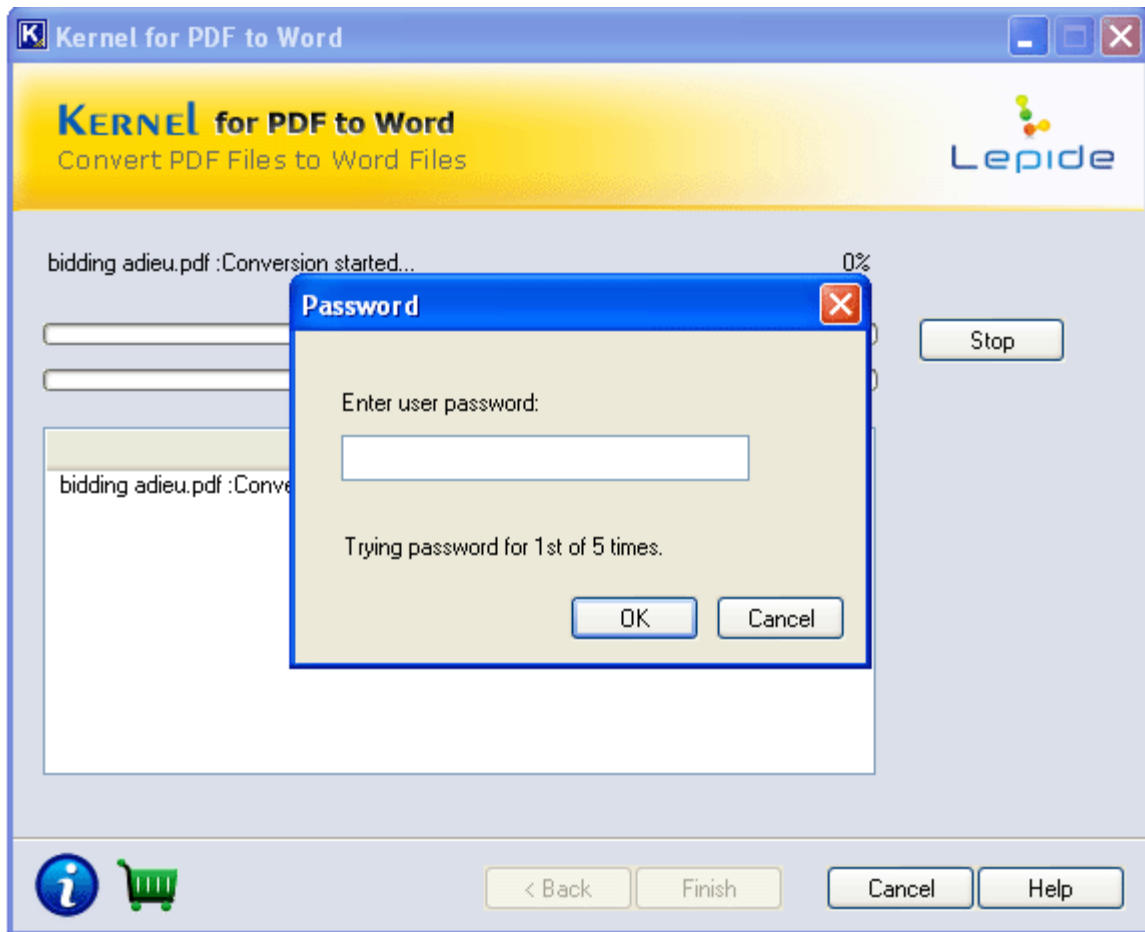 Kernel for PDF to Word
KERNEl for PDF to Word
Convert PDF Files to Word Files
Lepide
bidding adieu.pdf :Conversion started... 0%
Password
Stop
Enter user password:
bidding adieu.pdf :Conve
Trying password for 1st of 5 times.
OK Cancel
< Back Finish Cancel Help